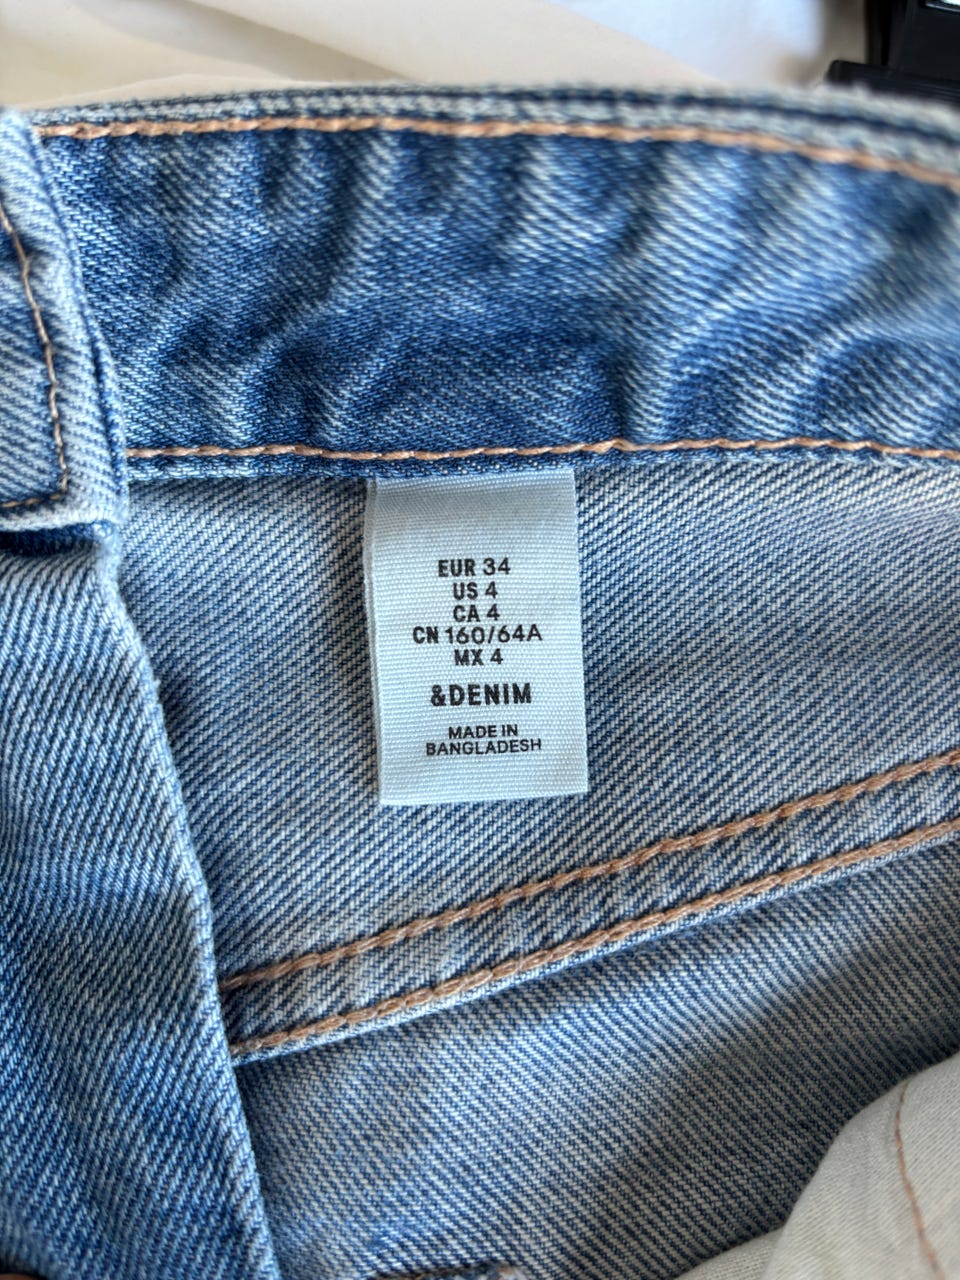 EUR 34
US 4
CA 4
CN 160/64A
MX 4
&DENIM
MADE IN
BANGLADESH